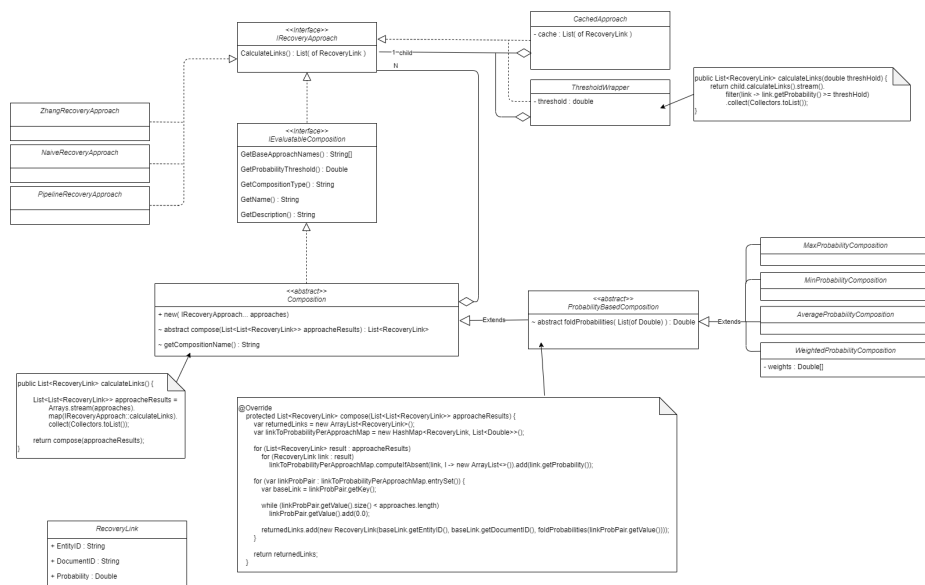 <<Interface>>
IRecoveryApproach
CalculateLinks() : List( of RecoveryLink )
1
child
N
CachedApproach
- cache : List( of RecoveryLink )
ThresholdWrapper
- threshold : double
public List<RecoveryLink> calculateLinks(double threshHold) {
return child.calculateLinks().stream().
filter(link -> link.getProbability() >= threshHold)
.collect(Collectors.toList());
}
ZhangRecoveryApproach
NaiveRecoveryApproach
PipelineRecoveryApproach
<<Interface>>
IEvaluatableComposition
GetBaseApproachNames() : String[]
GetProbabilityThreshold() : Double
GetCompositionType() : String
GetName() : String
GetDescription() : String
<<abstract>>
Composition
+ new( IRecoveryApproach... approaches)
~ abstract compose(List<List<RecoveryLink>> approacheResults) : List<RecoveryLink>
~ getCompositionName() : String
Extends
<<abstract>>
ProbabilityBasedComposition
~ abstract foldProbabilities( List(of Double) ) : Double
Extends
MaxProbabilityComposition
MinProbabilityComposition
AverageProbabilityComposition
WeightedProbabilityComposition
- weights : Double[]
public List<RecoveryLink> calculateLinks() {
List<List<RecoveryLink>> approacheResults =
Arrays.stream(approaches).
map(IRecoveryApproach::calculateLinks).
collect(Collectors.toList());
return compose(approacheResults);
}
@Override
protected List<RecoveryLink> compose(List<List<RecoveryLink>> approacheResults) {
var returnedLinks = new ArrayList<RecoveryLink>();
var linkToProbabilityPerApproachMap = new HashMap<RecoveryLink, List<Double>>();
for (List<RecoveryLink> result : approacheResults)
for (RecoveryLink link : result)
linkToProbabilityPerApproachMap.computeIfAbsent(link, l -> new ArrayList<>()).add(link.getProbability());
for (var linkProbPair : linkToProbabilityPerApproachMap.entrySet()) {
var baseLink = linkProbPair.getKey();
while (linkProbPair.getValue().size() < approaches.length)
linkProbPair.getValue().add(0.0);
returnedLinks.add(new RecoveryLink(baseLink.getEntityID(), baseLink.getDocumentID(), foldProbabilities(linkProbPair.getValue())));
}
return returnedLinks;
}
RecoveryLink
+ EntityID : String
+ DocumentID : String
+ Probability : Double